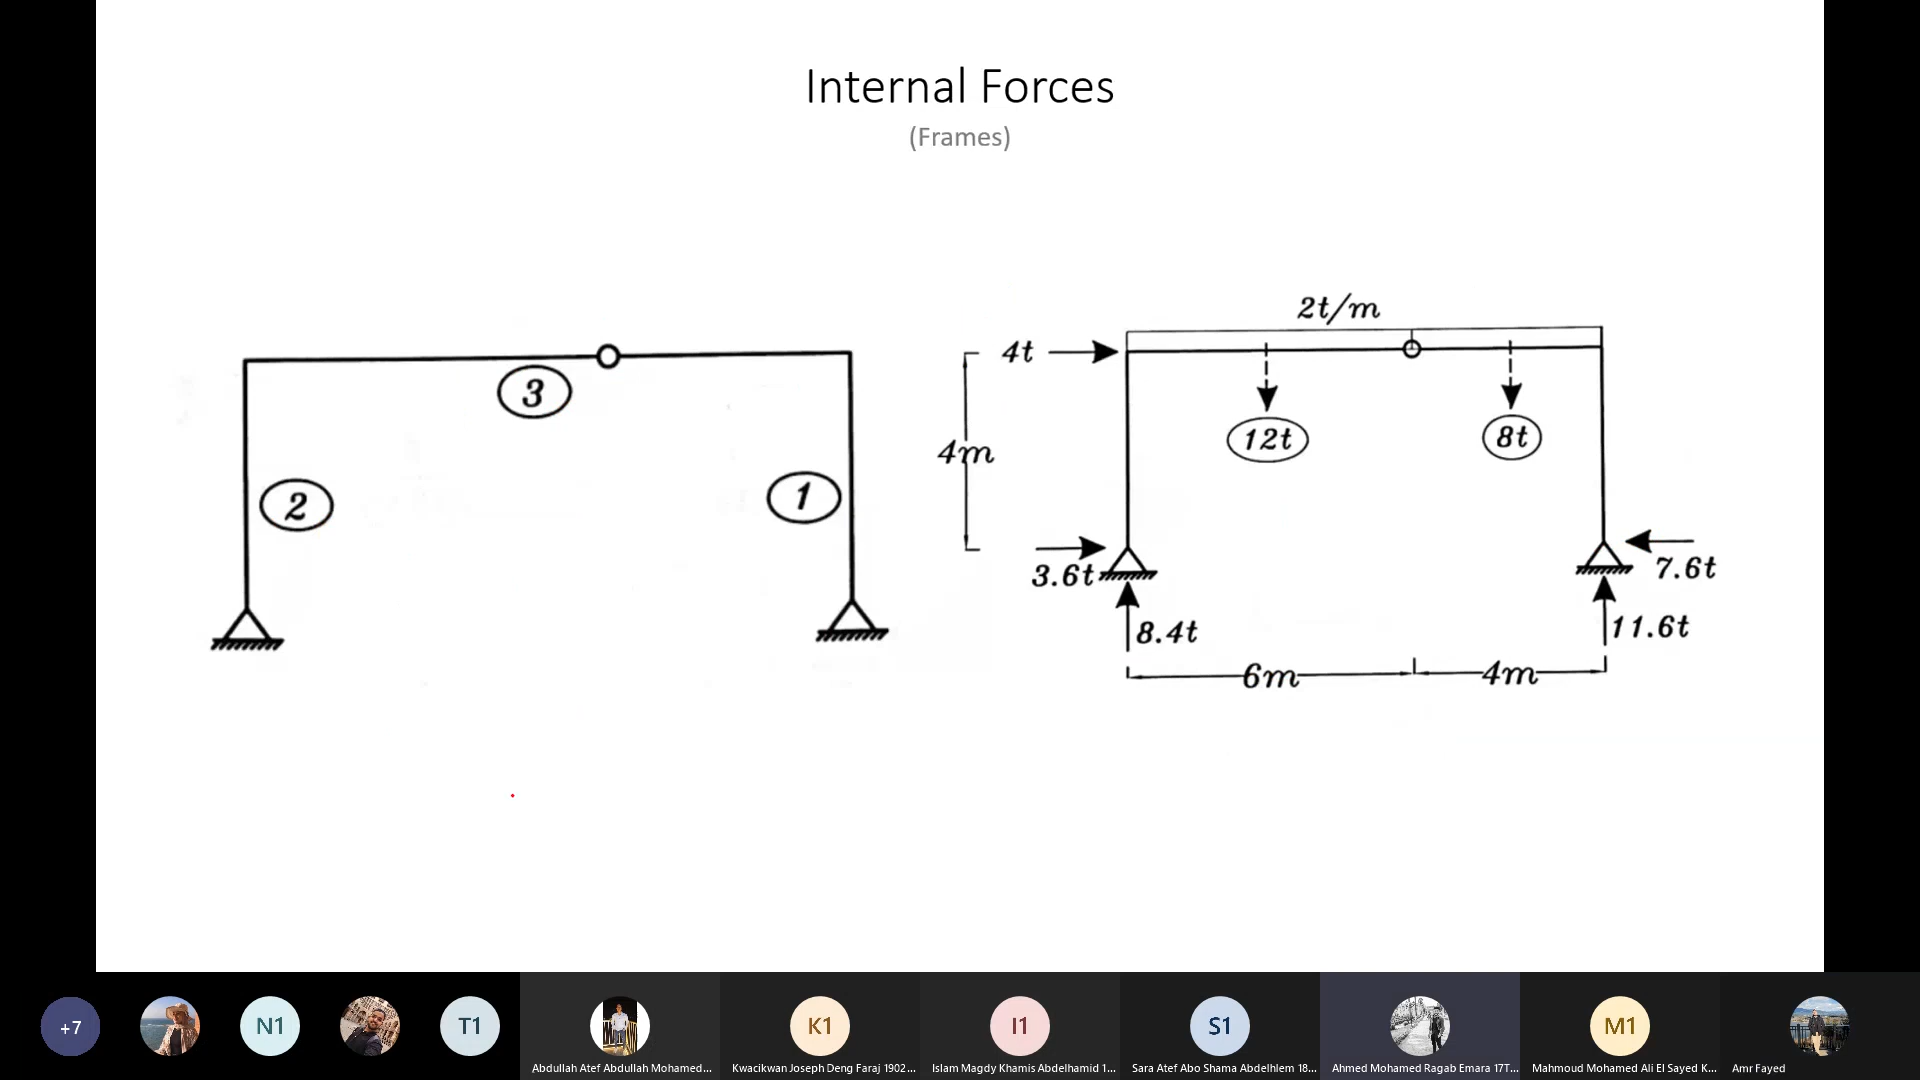 Internal Forces
(Frames)
3
2
1
2t/m
4t
4m
12t
8t
3.6t
7.6t
8.4t
11.6t
6m
4m
+7
N1
T1
K1
I1
S1
M1
Abdullah Atef Abdullah Mohamed...
Kwacikwan Joseph Deng Faraj 1902...
Islam Magdy Khamis Abdelhamid 1...
Sara Atef Abo Shama Abdelhlem 18...
Ahmed Mohamed Ragab Emara 17T...
Mahmoud Mohamed Ali El Sayed K...
Amr Fayed